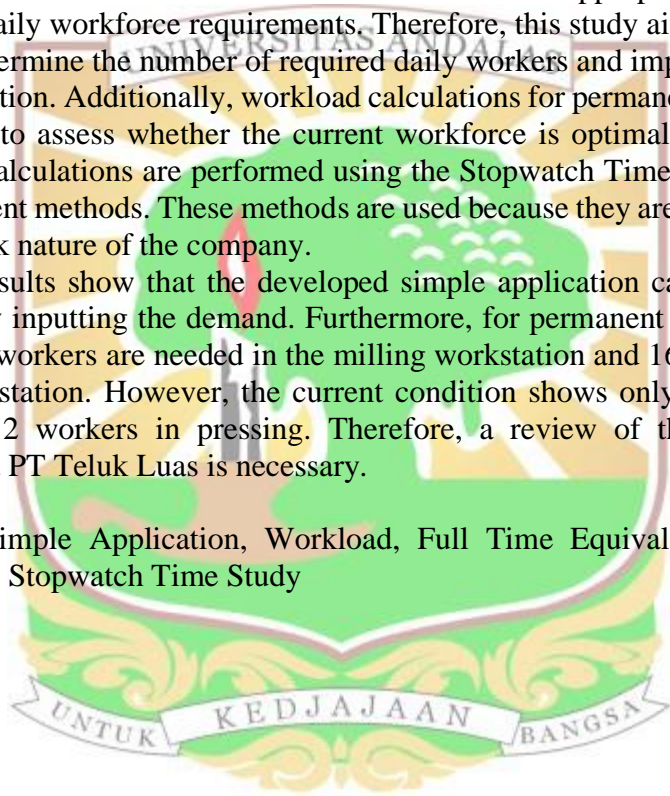 aily workforce requirements. Therefore, this study ai
UNIVERSITAS ANDALAS
ermine the number of required daily workers and imp
tion. Additionally, workload calculations for permanc
to assess whether the current workforce is optimal
alculations are performed using the Stopwatch Time
ent methods. These methods are used because they are
k nature of the company.
esults show that the developed simple application ca
y inputting the demand. Furthermore, for permanent
workers are needed in the milling workstation and 16
station. However, the current condition shows only
2 workers in pressing. Therefore, a review of th
PT Teluk Luas is necessary.
imple Application, Workload, Full Time Equival
Stopwatch Time Study
UNTUK KEDJAJAAN BANGSA